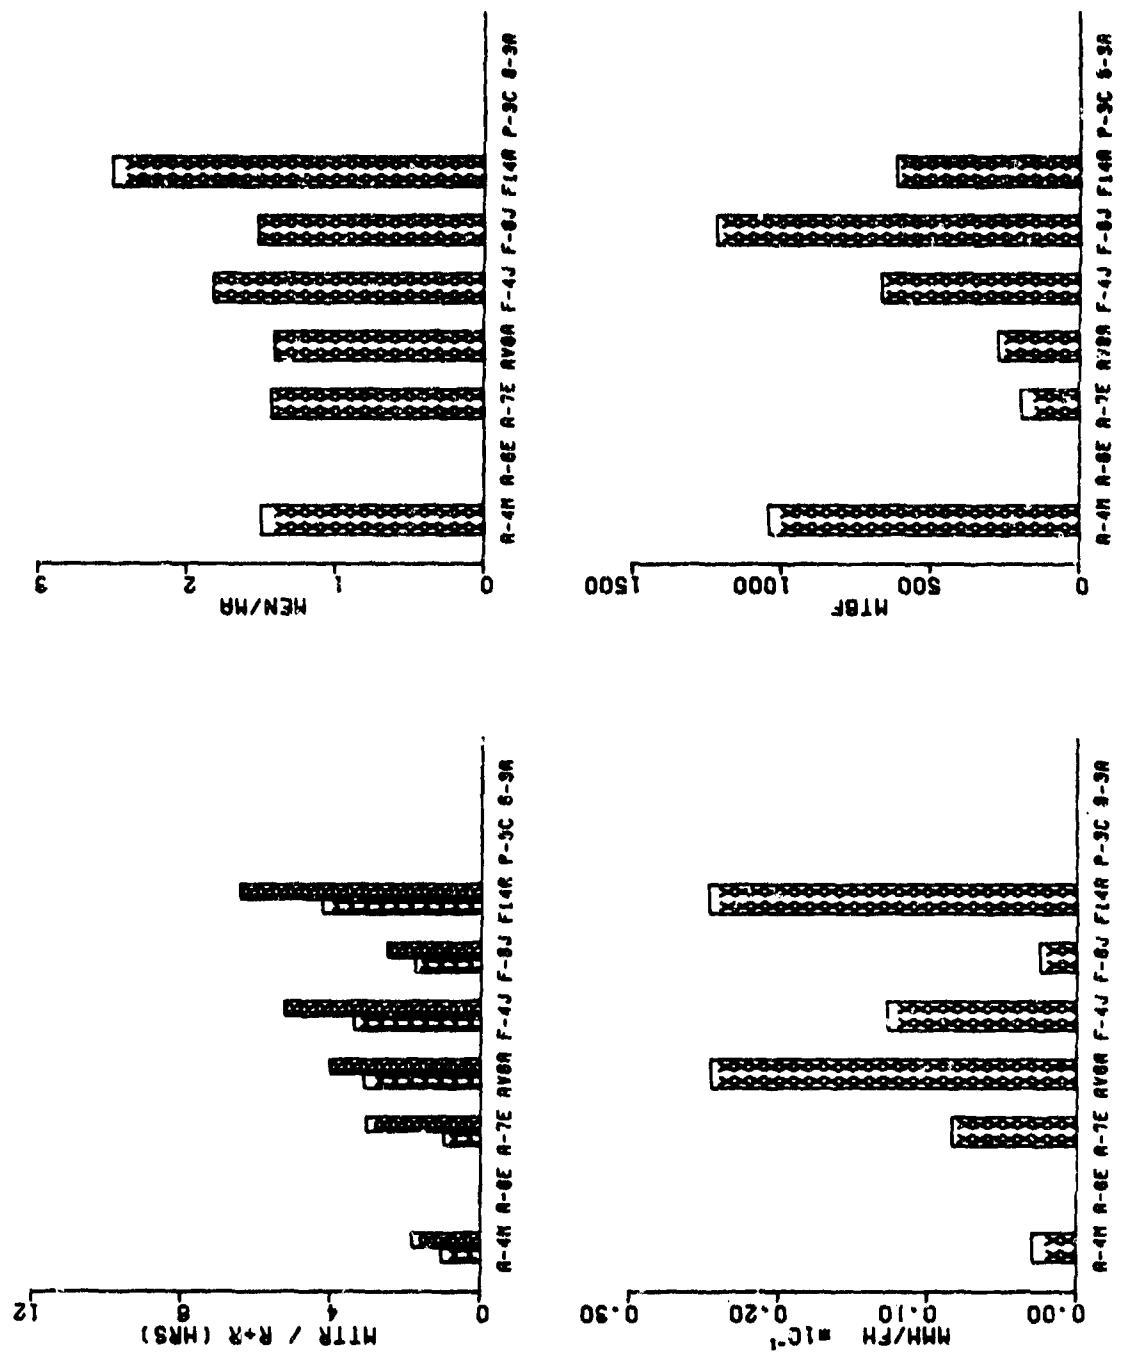 MTTR / R+R (HRS)
12
8
4
0
A-4M A-6E A-7E AV8A F-4J F-8J F14A P-3C S-3A
MEN/MA
3
2
1
0
A-4M A-6E A-7E AV8A F-4J F-8J F14A P-3C S-3A
MMH/FH *10⁻¹
0.30
0.20
0.10
0.00
A-4M A-6E A-7E AV8A F-4J F-8J F14A P-3C S-3A
MTBF
1500
1000
500
0
A-4M A-6E A-7E AV8A F-4J F-8J F14A P-3C S-3A